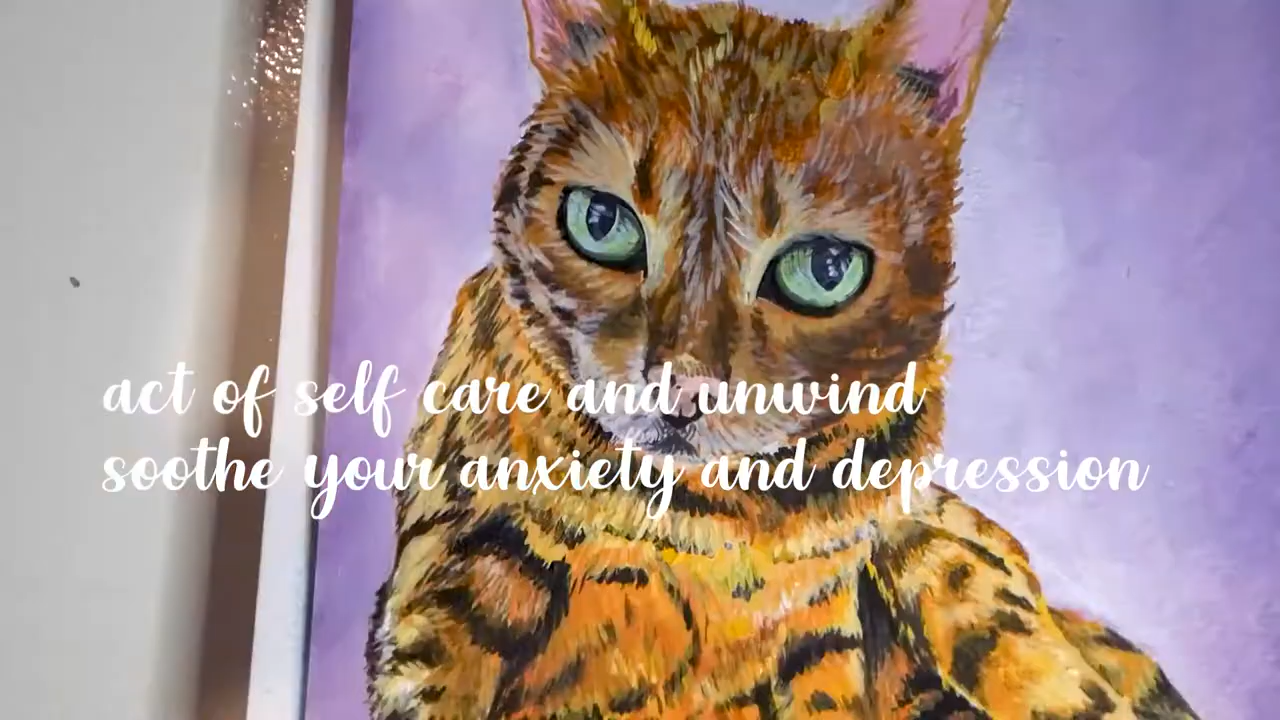 act of self care and unwind
soothe your anxiety and depression